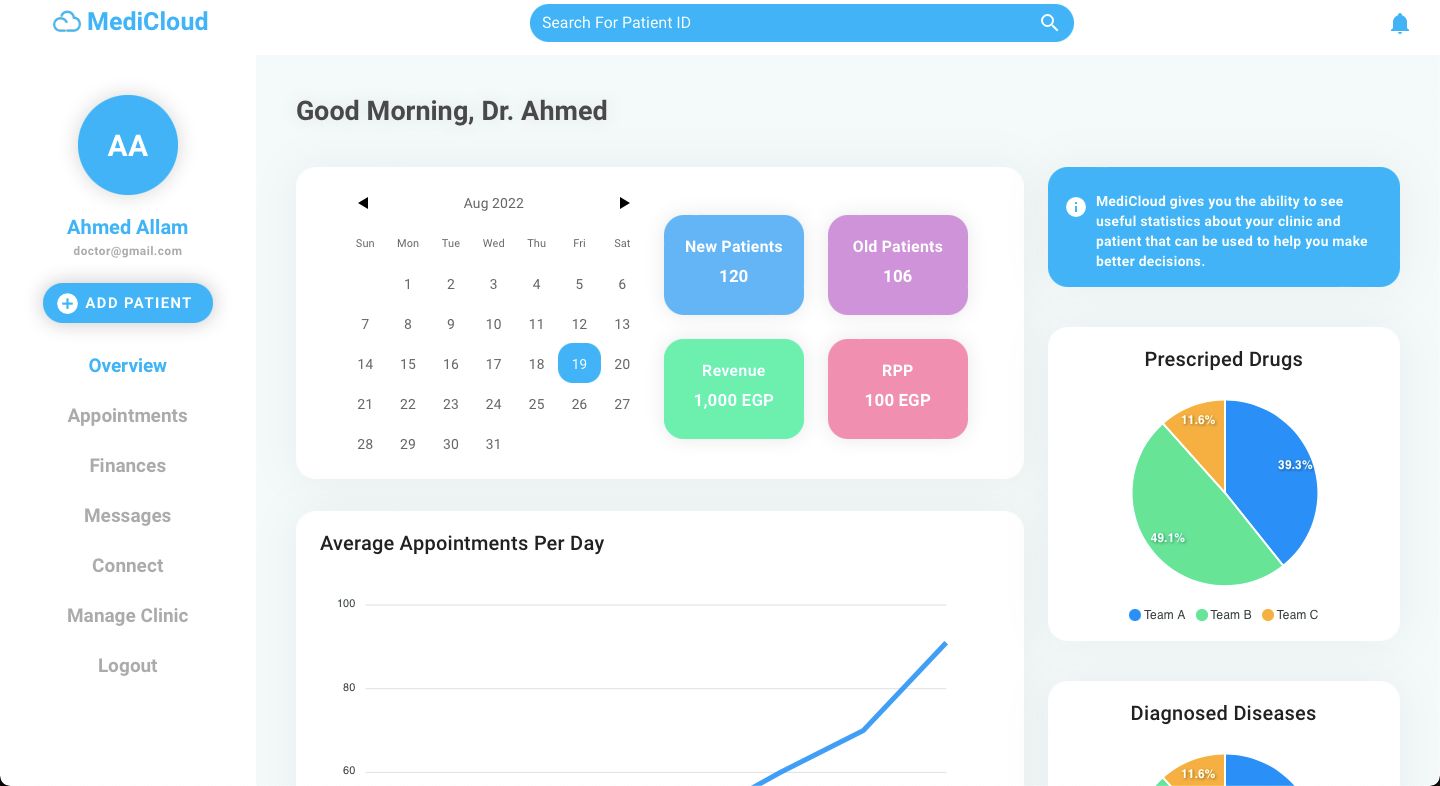 MediCloud
Search For Patient ID
AA
Ahmed Allam
doctor@gmail.com
ADD PATIENT
Overview
Appointments
Finances
Messages
Connect
Manage Clinic
Logout
Good Morning, Dr. Ahmed
Aug 2022
Sun Mon Tue Wed Thu Fri Sat
1 2 3 4 5 6
7 8 9 10 11 12 13
14 15 16 17 18 19 20
21 22 23 24 25 26 27
28 29 30 31
New Patients
120
Old Patients
106
Revenue
1,000 EGP
RPP
100 EGP
Average Appointments Per Day
100
80
60
MediCloud gives you the ability to see
useful statistics about your clinic and
patient that can be used to help you make
better decisions.
Prescriped Drugs
11.6%
39.3%
49.1%
Team A Team B Team C
Diagnosed Diseases
11.6%